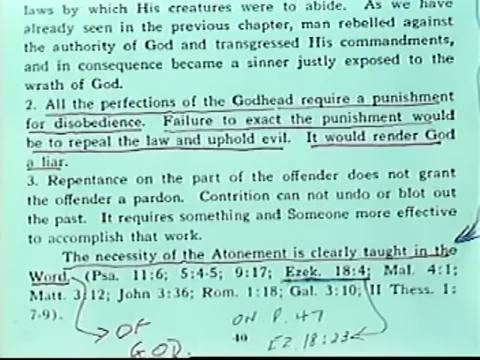 laws by which His creatures were to abide. As we have
already seen in the previous chapter, man rebelled against
the authority of God and transgressed His commandments,
and in consequence became a sinner justly exposed to the
wrath of God.
2. All the perfections of the Godhead require a punishment
for disobedience. Failure to exact the punishment would
be to repeal the law and uphold evil. It would render God
a liar.
3. Repentance on the part of the offender does not grant
the offender a pardon. Contrition can not undo or blot out
the past. It requires something and Someone more effective
to accomplish that work.
The necessity of the Atonement is clearly taught in the
Word. (Psa. 11:6; 5:4-5; 9:17; Ezek. 18:4; Mal. 4:1;
Matt. 3:12; John 3:36; Rom. 1:18; Gal. 3:10; II Thess. 1:
7-9).
OF
GOD.
ON P. 47
40
EZ. 18:23